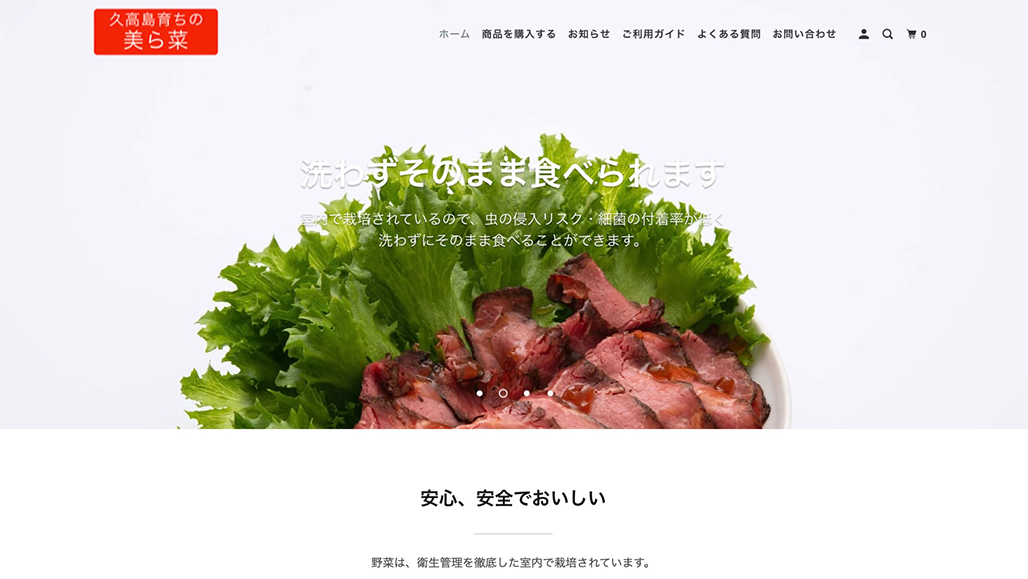 久高島育ちの
美ら菜
ホーム 商品を購入する お知らせ ご利用ガイド よくある質問 お問い合わせ 0
洗わずそのまま食べられます
室内で栽培されているので、虫の侵入リスク・細菌の付着率が低く
洗わずにそのまま食べることができます。
安心、安全でおいしい
野菜は、衛生管理を徹底した室内で栽培されています。